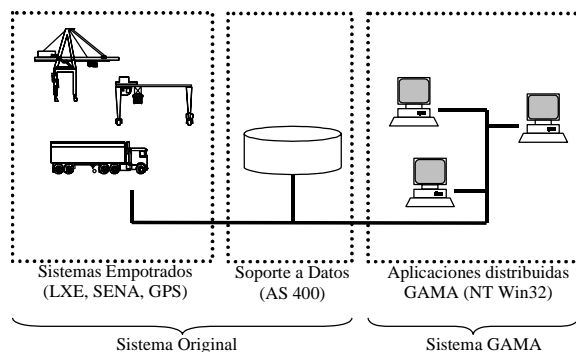 Sistemas Empotrados
(LXE, SENA, GPS)
Soporte a Datos
(AS 400)
Aplicaciones distribuidas
GAMA (NT Win32)
Sistema Original
Sistema GAMA